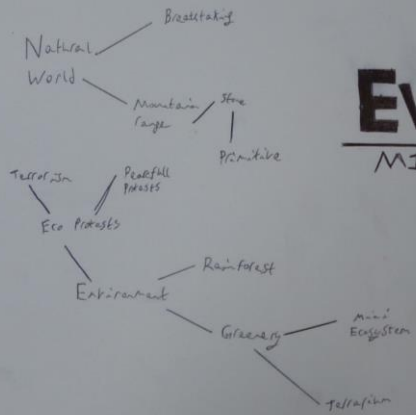 Breathtaking
Natural
World
Mountain
range
Stone
Primitive
EV
MI
Terrorism
Peacefull
Protests
Eco Protests
Rainforest
Environment
Greenery
Mini
Ecosystem
Terrarium